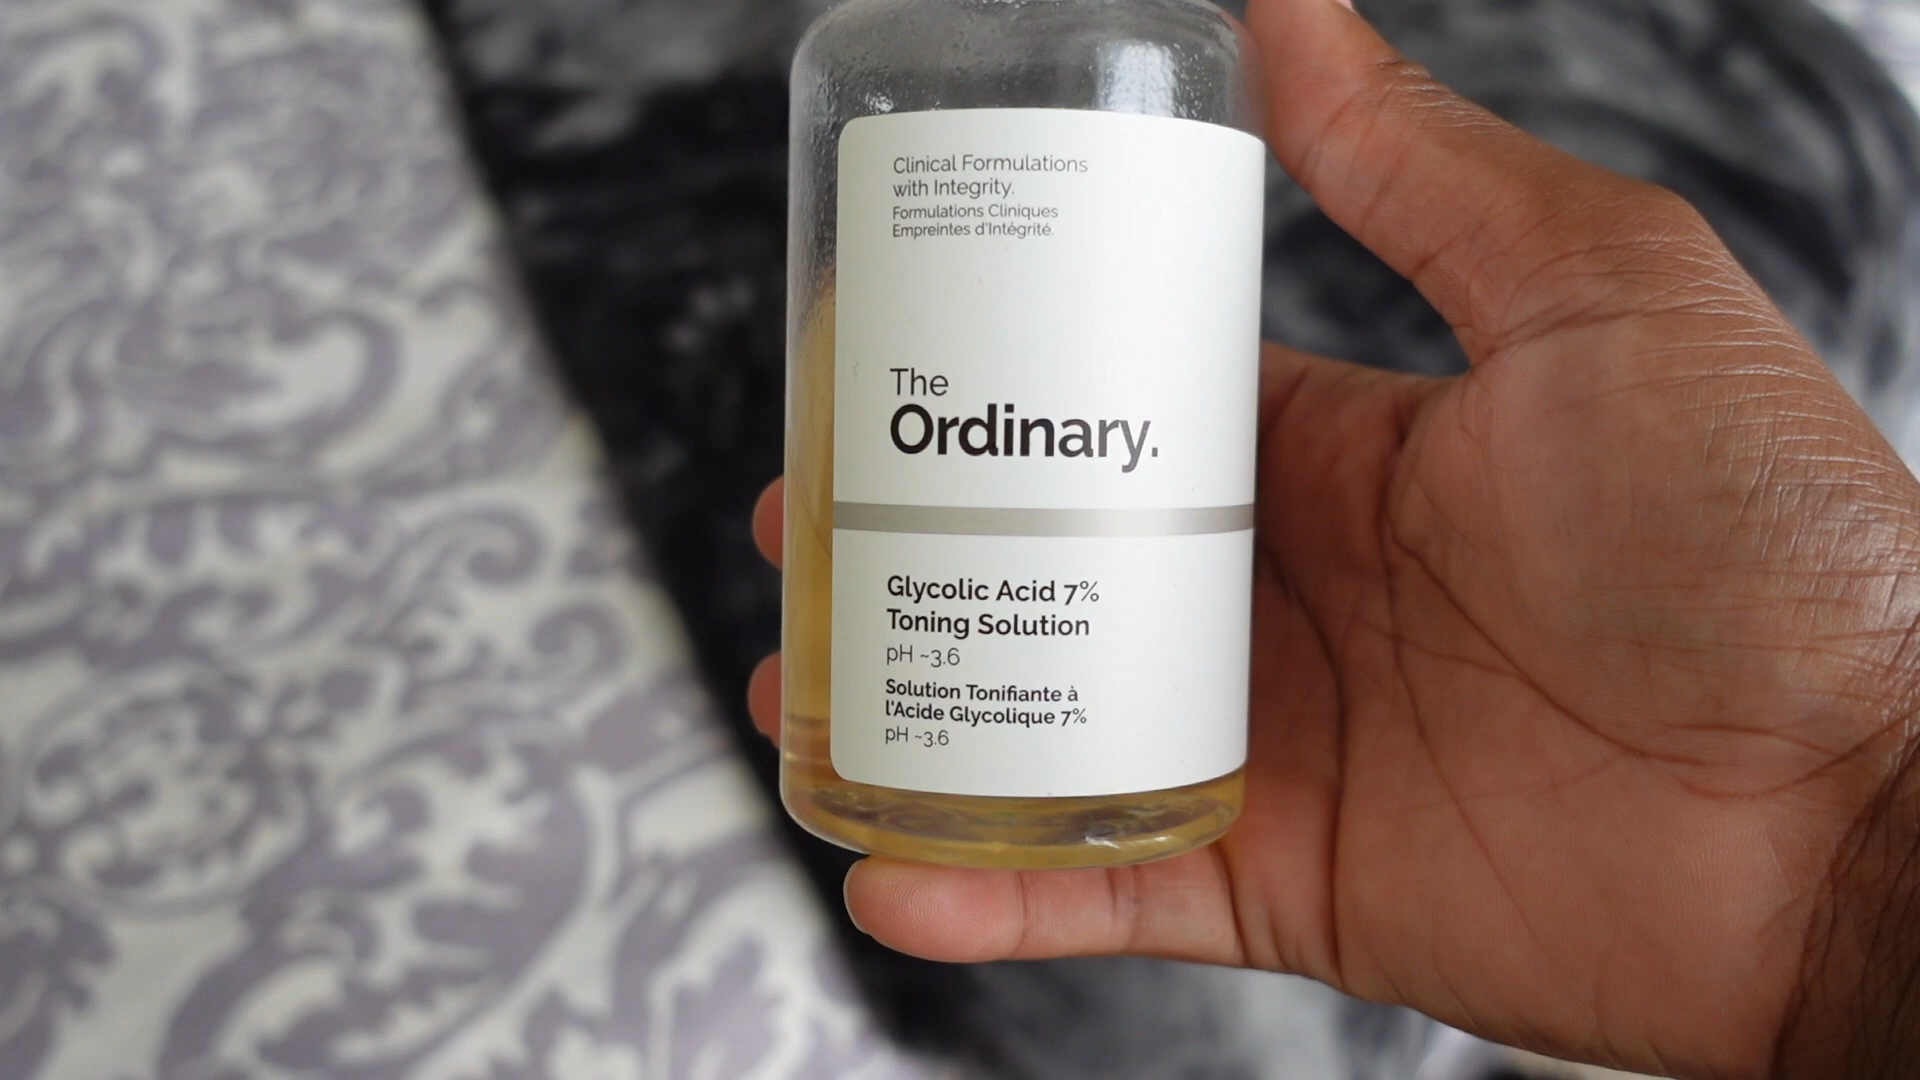 Clinical Formulations
with Integrity.
Formulations Cliniques
Empreintes d'Intégrité.
The
Ordinary.
Glycolic Acid 7%
Toning Solution
pH ~3.6
Solution Tonifiante à
l'Acide Glycolique 7%
pH ~3.6